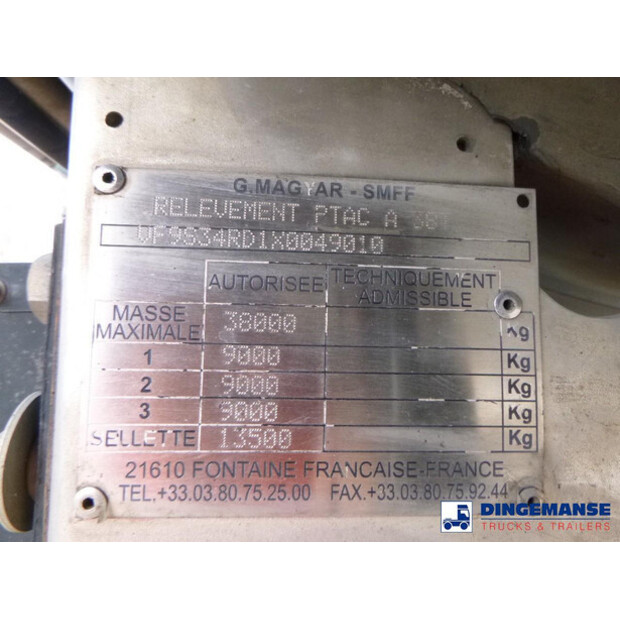 G.MAGYAR - SMFF
RELEVEMENT PTAC A 38T
VF9S34RD1X0049010
AUTORISEE TECHNIQUEMENT ADMISSIBLE
MASSE MAXIMALE 38000 Kg
1 9000 Kg
2 9000 Kg
3 9000 Kg
SELLETTE 13500 Kg
21610 FONTAINE FRANCAISE-FRANCE
TEL.+33.03.80.75.25.00 FAX.+33.03.80.75.92.44
DINGEMANSE
TRUCKS & TRAILERS